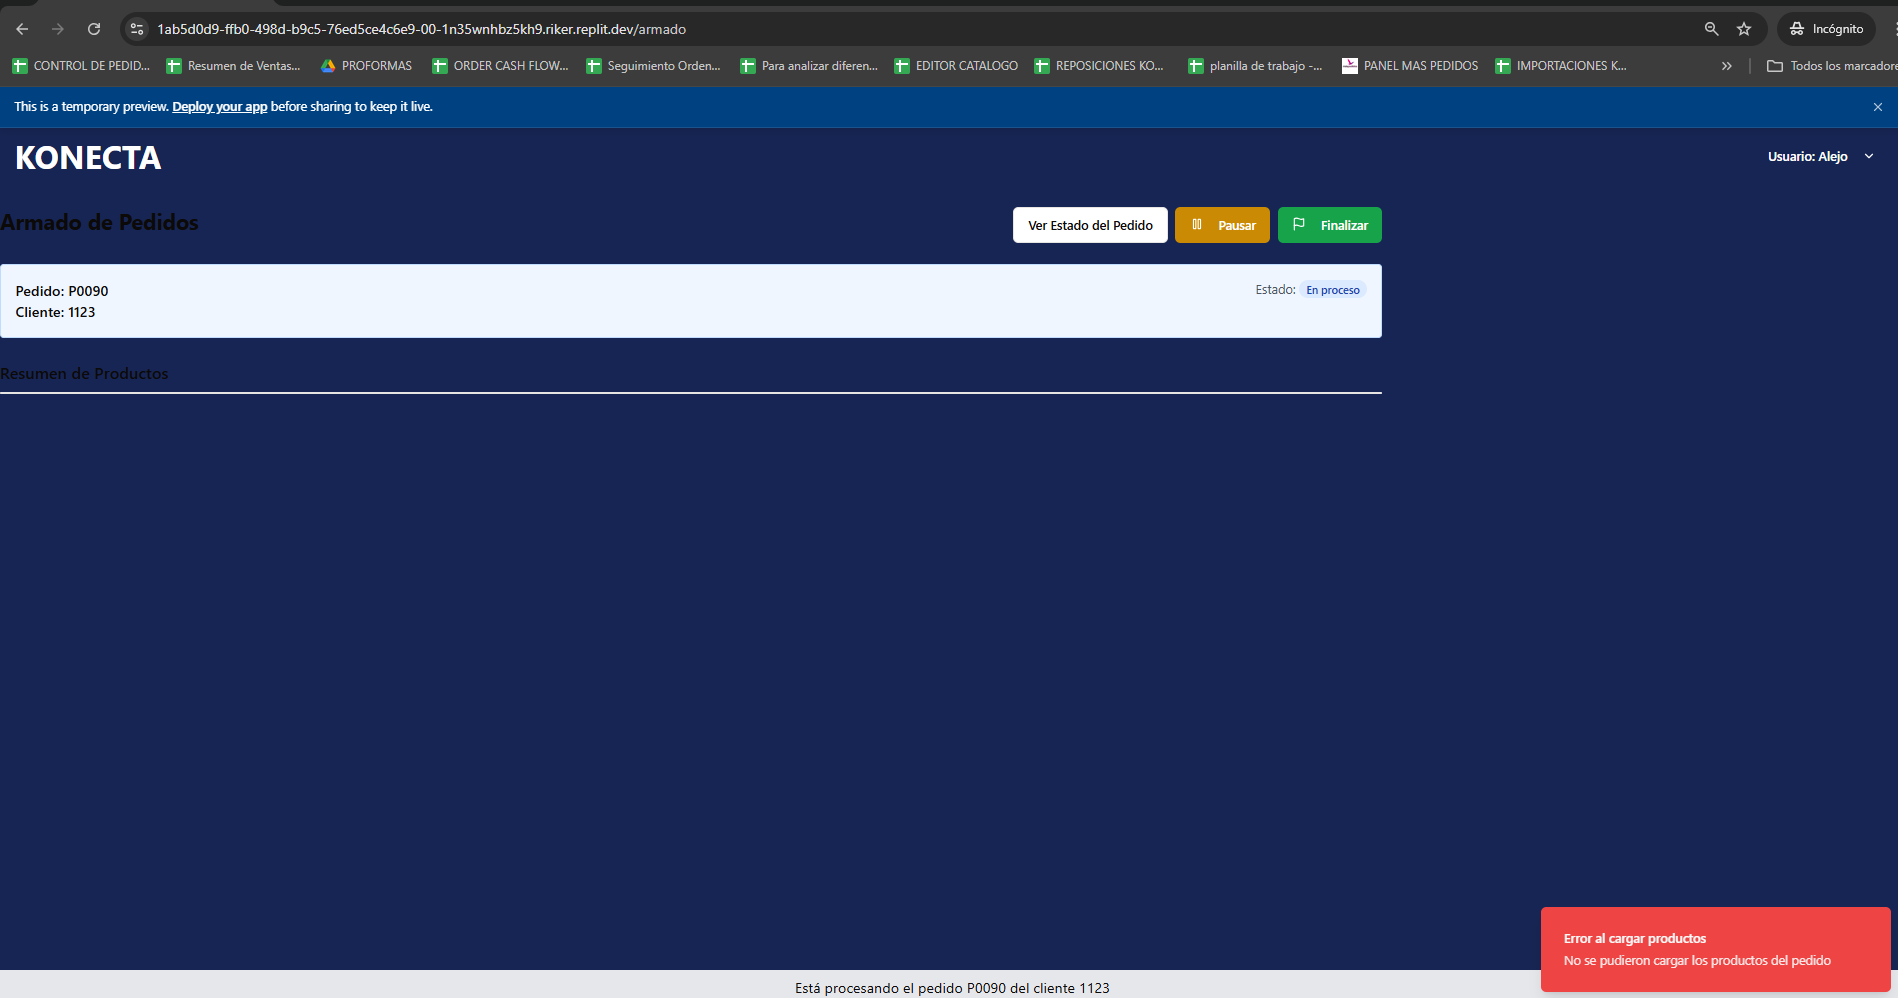 1ab5d0d9-ffb0-498d-b9c5-76ed5ce4c6e9-00-1n35wnhbz5kh9.riker.replit.dev/armado
Incógnito
CONTROL DE PEDID...
Resumen de Ventas...
PROFORMAS
ORDER CASH FLOW...
Seguimiento Orden...
Para analizar diferen...
EDITOR CATALOGO
REPOSICIONES KO...
planilla de trabajo -...
PANEL MAS PEDIDOS
IMPORTACIONES K...
Todos los marcadore
This is a temporary preview. Deploy your app before sharing to keep it live.
KONECTA
Usuario: Alejo
Armado de Pedidos
Ver Estado del Pedido
Pausar
Finalizar
Pedido: P0090
Estado: En proceso
Cliente: 1123
Resumen de Productos
Error al cargar productos
No se pudieron cargar los productos del pedido
Está procesando el pedido P0090 del cliente 1123